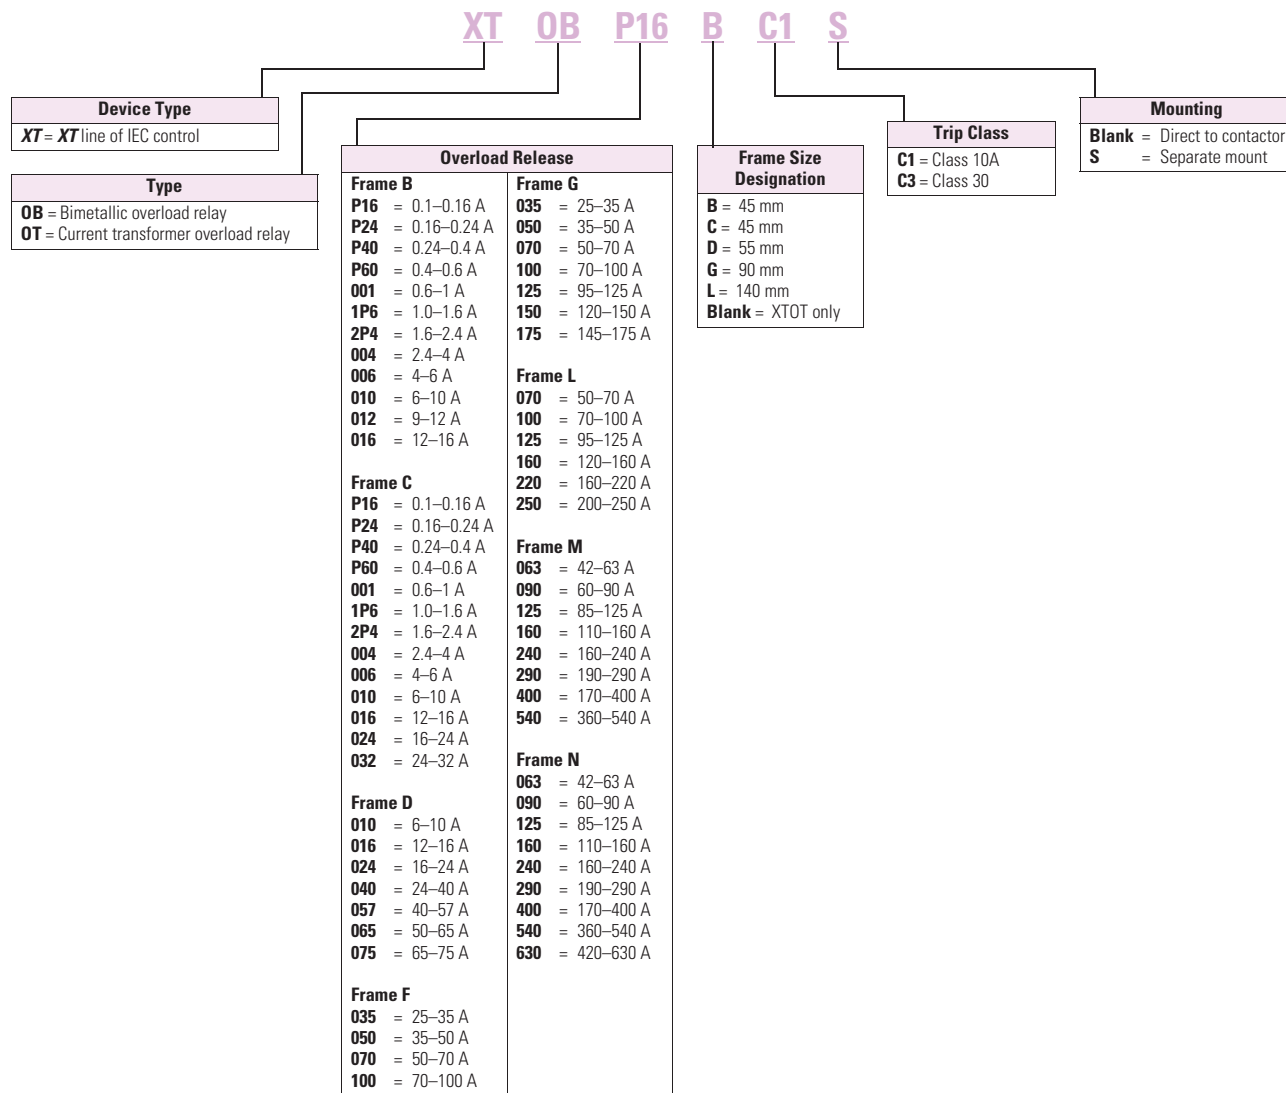 XT OB P16 B C1 S
Device Type
XT = XT line of IEC control
Type
OB = Bimetallic overload relay
OT = Current transformer overload relay
Overload Release
Frame B
P16 = 0.1–0.16 A
P24 = 0.16–0.24 A
P40 = 0.24–0.4 A
P60 = 0.4–0.6 A
001 = 0.6–1 A
1P6 = 1.0–1.6 A
2P4 = 1.6–2.4 A
004 = 2.4–4 A
006 = 4–6 A
010 = 6–10 A
012 = 9–12 A
016 = 12–16 A
Frame C
P16 = 0.1–0.16 A
P24 = 0.16–0.24 A
P40 = 0.24–0.4 A
P60 = 0.4–0.6 A
001 = 0.6–1 A
1P6 = 1.0–1.6 A
2P4 = 1.6–2.4 A
004 = 2.4–4 A
006 = 4–6 A
010 = 6–10 A
016 = 12–16 A
024 = 16–24 A
032 = 24–32 A
Frame D
010 = 6–10 A
016 = 12–16 A
024 = 16–24 A
040 = 24–40 A
057 = 40–57 A
065 = 50–65 A
075 = 65–75 A
Frame F
035 = 25–35 A
050 = 35–50 A
070 = 50–70 A
100 = 70–100 A
Frame G
035 = 25–35 A
050 = 35–50 A
070 = 50–70 A
100 = 70–100 A
125 = 95–125 A
150 = 120–150 A
175 = 145–175 A
Frame L
070 = 50–70 A
100 = 70–100 A
125 = 95–125 A
160 = 120–160 A
220 = 160–220 A
250 = 200–250 A
Frame M
063 = 42–63 A
090 = 60–90 A
125 = 85–125 A
160 = 110–160 A
240 = 160–240 A
290 = 190–290 A
400 = 170–400 A
540 = 360–540 A
Frame N
063 = 42–63 A
090 = 60–90 A
125 = 85–125 A
160 = 110–160 A
240 = 160–240 A
290 = 190–290 A
400 = 170–400 A
540 = 360–540 A
630 = 420–630 A
Frame Size
Designation
B = 45 mm
C = 45 mm
D = 55 mm
G = 90 mm
L = 140 mm
Blank = XTOT only
Trip Class
C1 = Class 10A
C3 = Class 30
Mounting
Blank = Direct to contactor
S = Separate mount